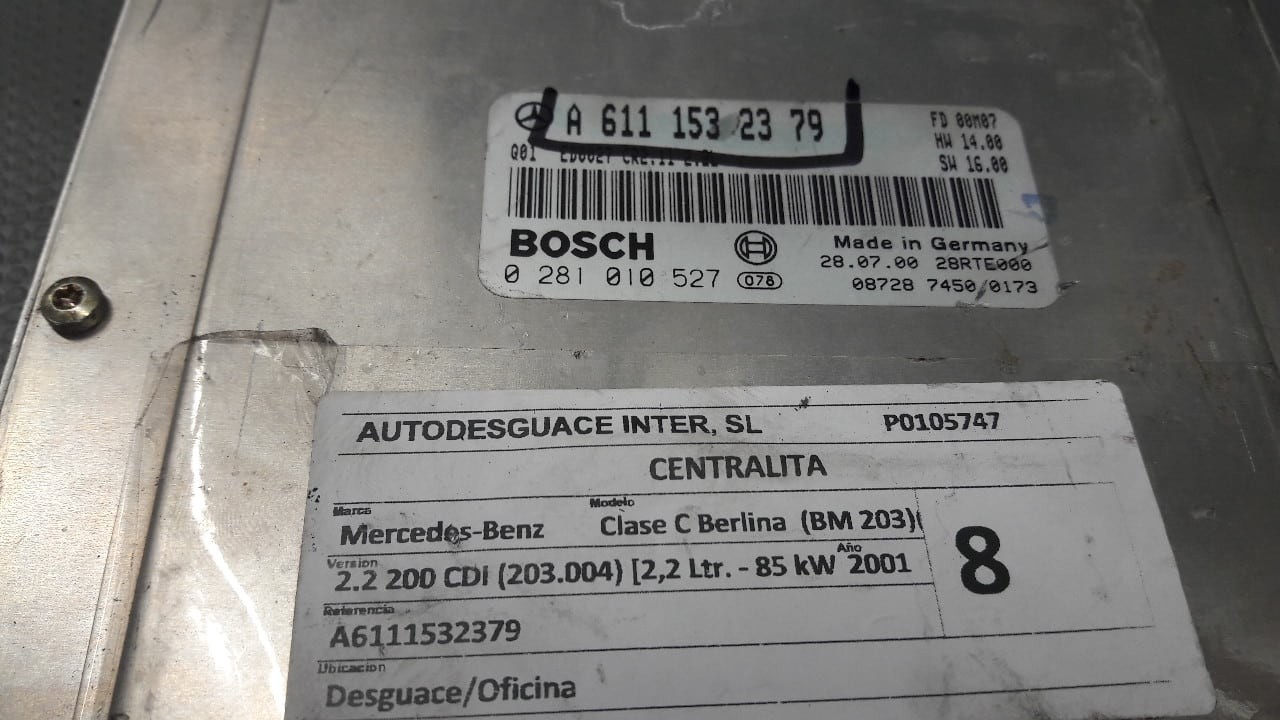 A 611 153 23 79
FD 00M07
HW 14.00
Q01
SW 16.00
BOSCH
Made in Germany
28.07.00 28RTE000
0 281 010 527 078
08728 7450/0173
AUTODESGUACE INTER, SL P0105747
CENTRALITA
Marca Modelo
Mercedes-Benz Clase C Berlina (BM 203)(
8
Version Año
2.2 200 CDI (203.004) [2,2 Ltr. - 85 kW 2001
Referencia
A6111532379
Ubicacion
Desguace/Oficina